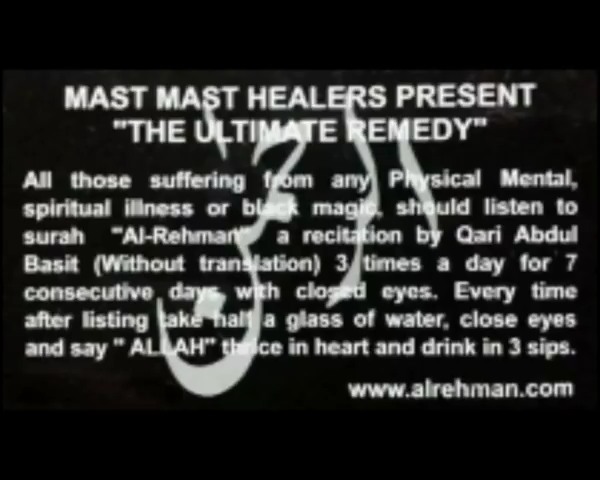 MAST MAST HEALERS PRESENT
"THE ULTIMATE REMEDY"
All those suffering from any Physical Mental,
spiritual illness or black magic, should listen to
surah "Al-Rehman" a recitation by Qari Abdul
Basit (Without translation) 3 times a day for 7
consecutive days with closed eyes. Every time
after listing take half a glass of water, close eyes
and say " ALLAH" thrice in heart and drink in 3 sips.
www.alrehman.com
الرحمن